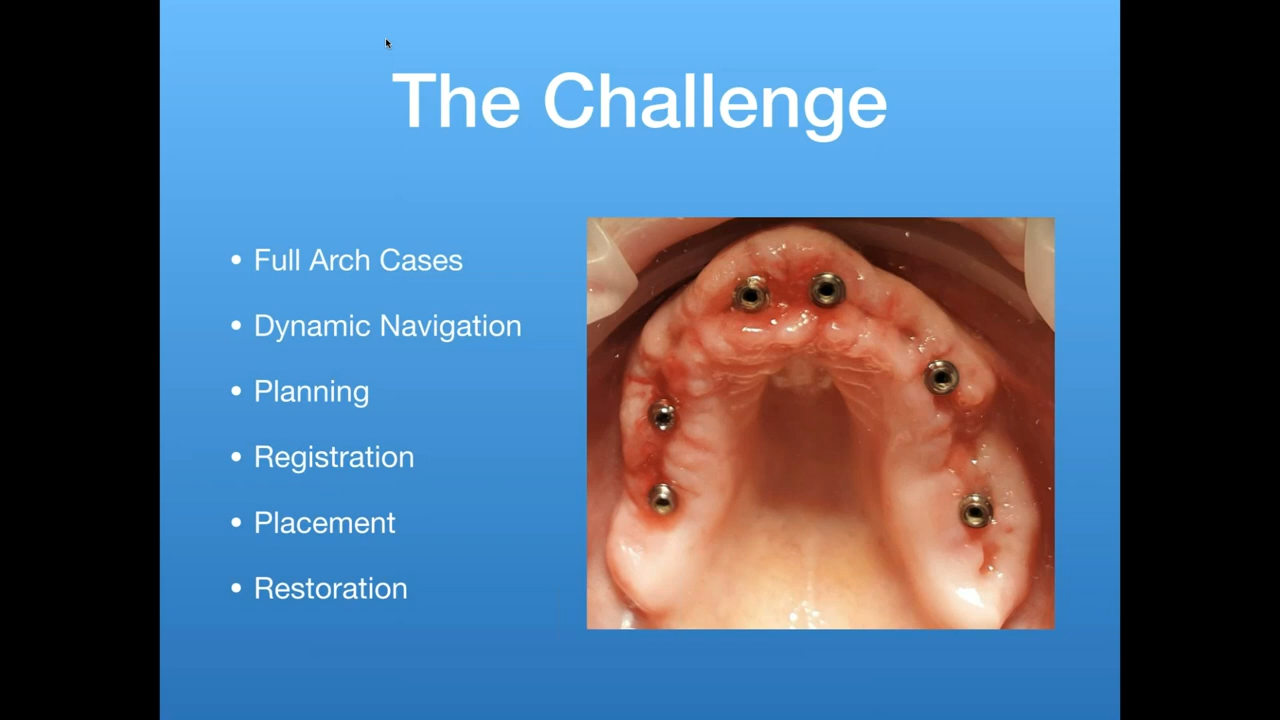 The Challenge
• Full Arch Cases
• Dynamic Navigation
• Planning
• Registration
• Placement
• Restoration